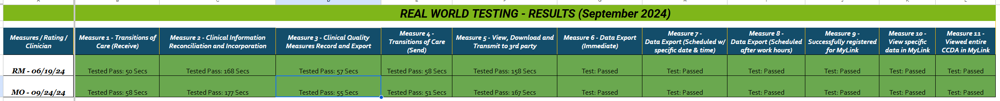 A B C D E F G H I J K L
REAL WORLD TESTING - RESULTS (September 2024)
Measures / Rating / Clinician
Measure 1 - Transitions of Care (Receive)
Measure 2 - Clinical Information Reconciliation and Incorporation
Measure 3 - Clinical Quality Measures Record and Export
Measure 4 - Transitions of Care (Send)
Measure 5 - View, Download and Transmit to 3rd party
Measure 6 - Data Export (Immediate)
Measure 7 - Data Export (Scheduled w/ specific date & time)
Measure 8 - Data Export (Scheduled after work hours)
Measure 9 - Successfully registered for MyLink
Measure 10 - View specific data in MyLink
Measure 11 - Viewed entire CCDA in MyLink
RM - 06/19/24 Tested Pass: 50 Secs Tested Pass: 168 Secs Tested Pass: 57 Secs Tested Pass: 58 Secs Tested Pass: 158 Secs Test: Passed Test: Passed Test: Passed Test: Passed Test: Passed Test: Passed
MO - 09/24/24 Tested Pass: 58 Secs Tested Pass: 177 Secs Tested Pass: 55 Secs Tested Pass: 51 Secs Tested Pass: 167 Secs Test: Passed Test: Passed Test: Passed Test: Passed Test: Passed Test: Passed